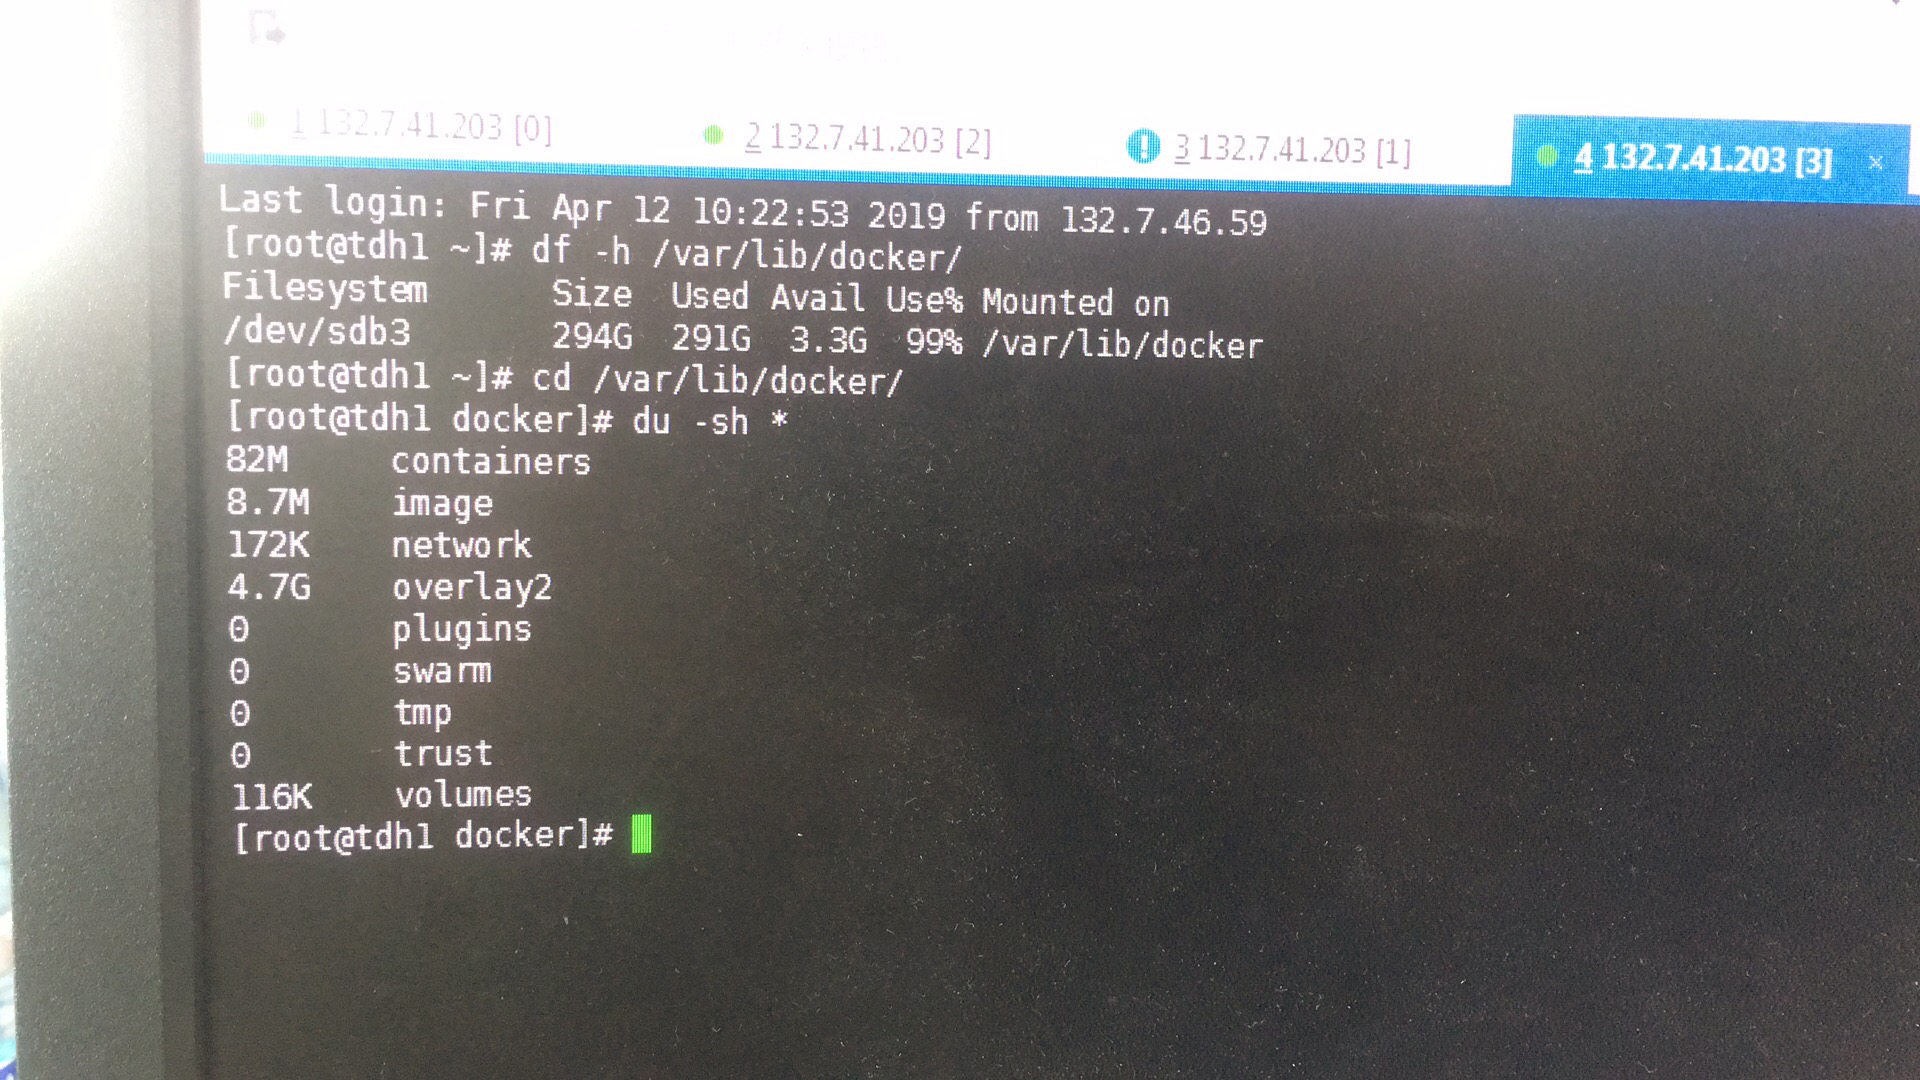 1 132.7.41.203 [0] 2 132.7.41.203 [2] 3 132.7.41.203 [1] 4 132.7.41.203 [3] ×
Last login: Fri Apr 12 10:22:53 2019 from 132.7.46.59
[root@tdh1 ~]# df -h /var/lib/docker/
Filesystem Size Used Avail Use% Mounted on
/dev/sdb3 294G 291G 3.3G 99% /var/lib/docker
[root@tdh1 ~]# cd /var/lib/docker/
[root@tdh1 docker]# du -sh *
82M containers
8.7M image
172K network
4.7G overlay2
0 plugins
0 swarm
0 tmp
0 trust
116K volumes
[root@tdh1 docker]#